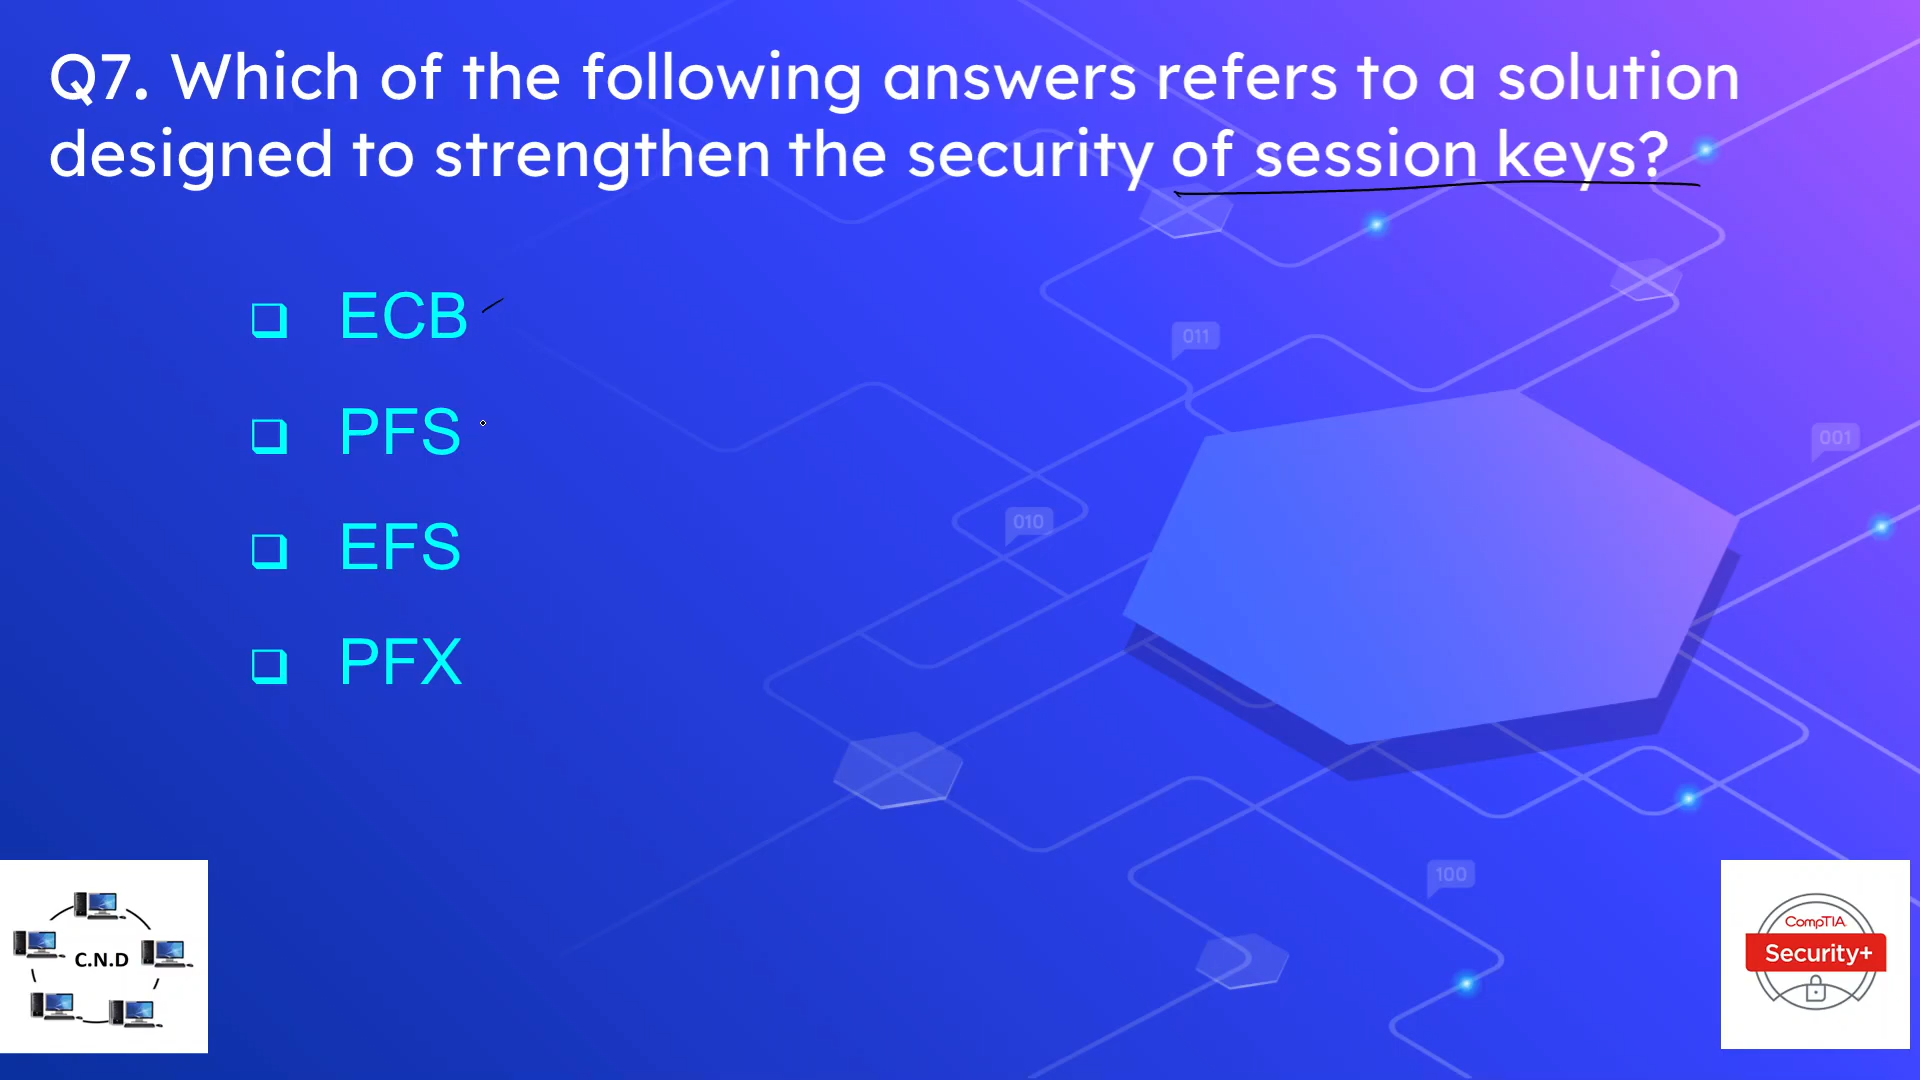 Q7. Which of the following answers refers to a solution
designed to strengthen the security of session keys?
ECB
PFS
EFS
PFX
011
001
010
100
C.N.D
CompTIA
Security+